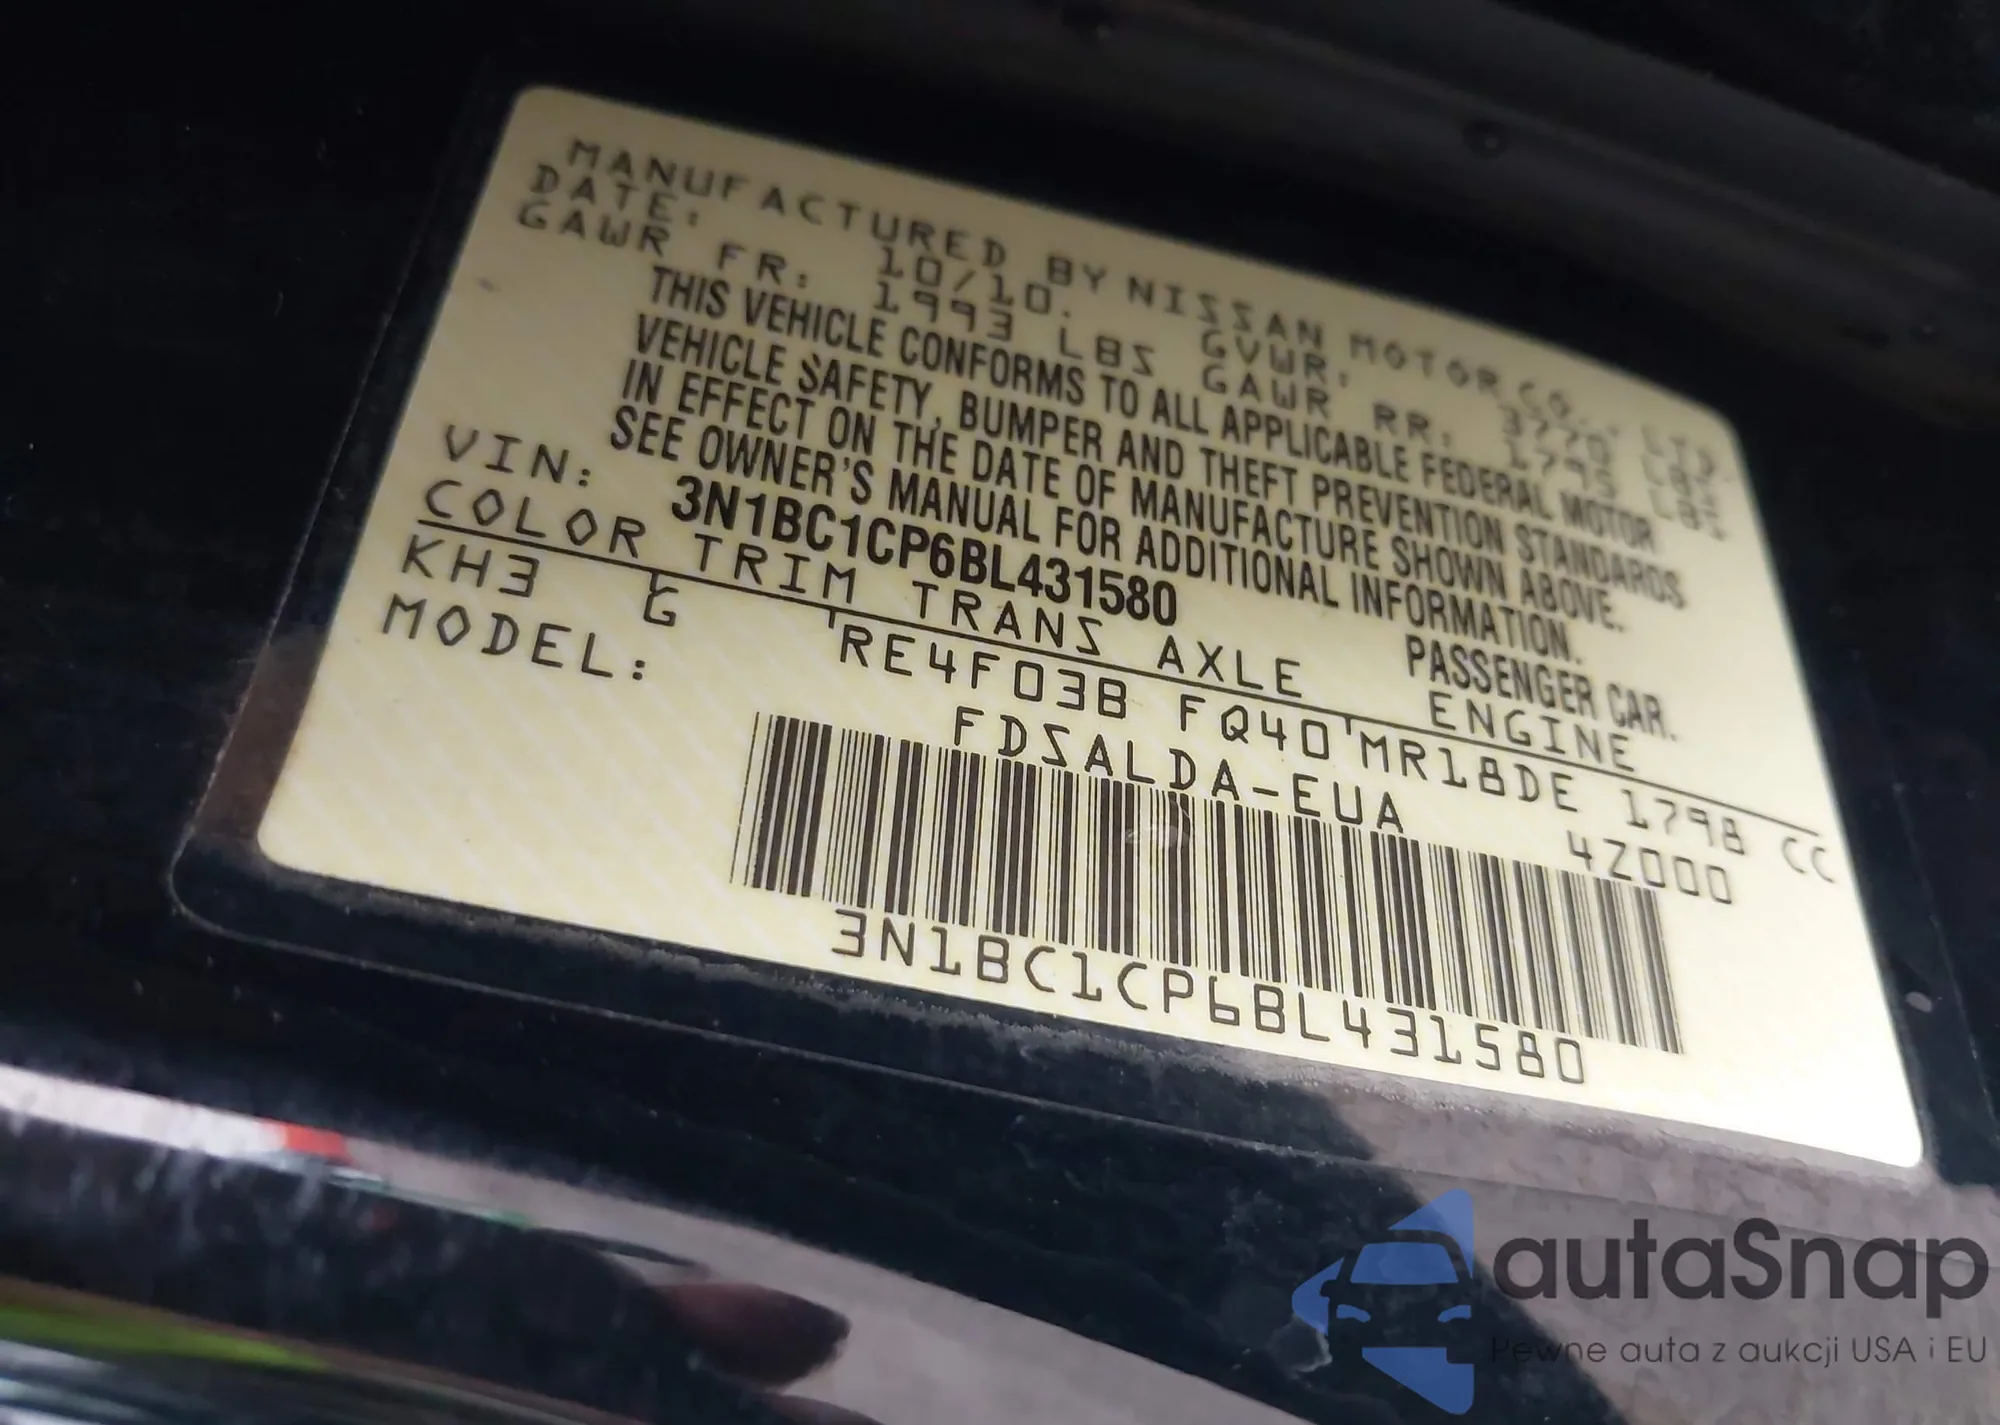 MANUFACTURED BY NISSAN MOTOR CO., LTD.
DATE: 10/10. GVWR: 3770 LBS
GAWR FR: 1993 LBS GAWR RR: 1795 LBS
THIS VEHICLE CONFORMS TO ALL APPLICABLE FEDERAL MOTOR
VEHICLE SAFETY, BUMPER AND THEFT PREVENTION STANDARDS
IN EFFECT ON THE DATE OF MANUFACTURE SHOWN ABOVE.
SEE OWNER'S MANUAL FOR ADDITIONAL INFORMATION.
VIN: 3N1BC1CP6BL431580 PASSENGER CAR.
COLOR TRIM TRANS AXLE ENGINE
KH3 G RE4F03B FQ40 MR18DE 1798 CC
MODEL: FDSALDA-EUA 4Z000
3N1BC1CP6BL431580
autaSnap
Pewne auta z aukcji USA i EU